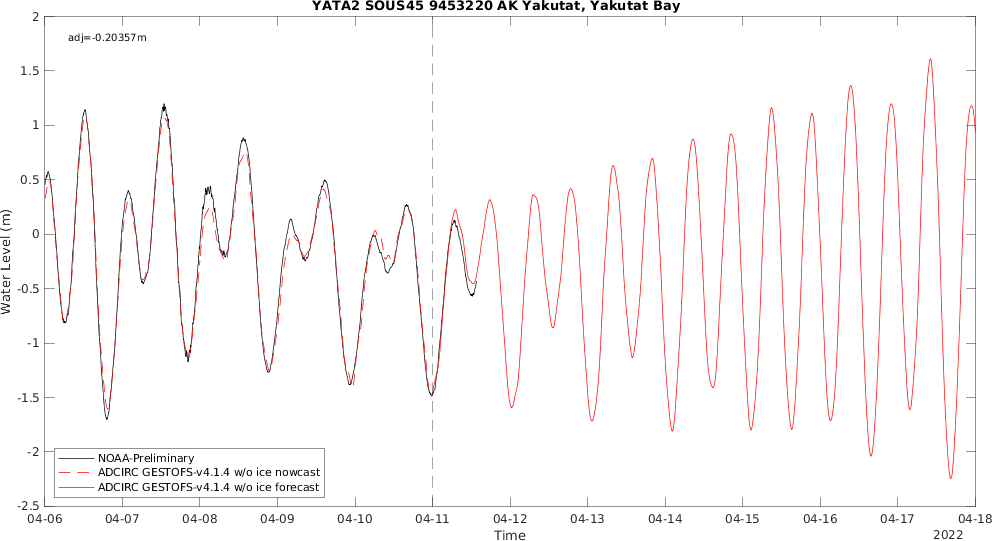 YATA2 SOUS45 9453220 AK Yakutat, Yakutat Bay
adj=-0.20357m
2
1.5
1
0.5
0
-0.5
-1
-1.5
-2
-2.5
Water Level (m)
NOAA-Preliminary
ADCIRC GESTOFS-v4.1.4 w/o ice nowcast
ADCIRC GESTOFS-v4.1.4 w/o ice forecast
04-06 04-07 04-08 04-09 04-10 04-11 04-12 04-13 04-14 04-15 04-16 04-17 04-18
Time
2022